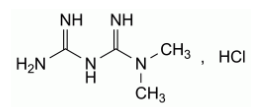 NH NH
H₂N N H N CH₃ , HCl
CH₃